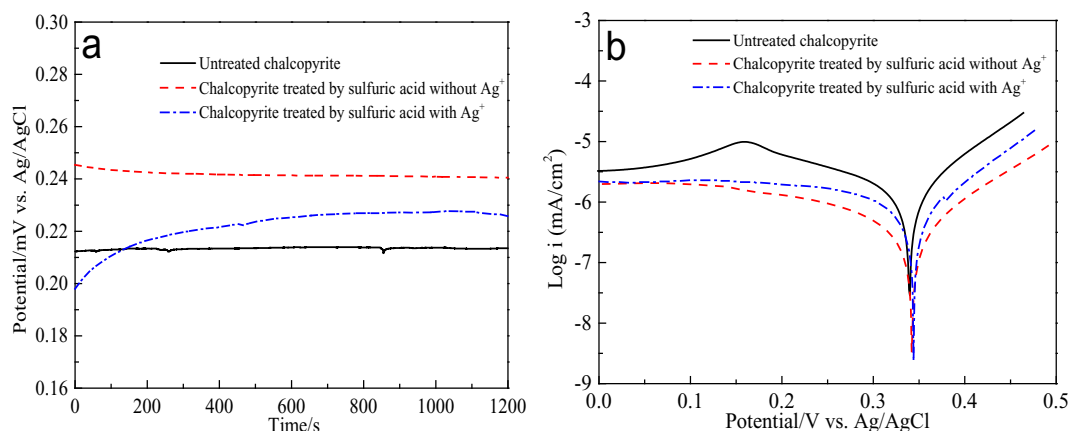 a
Untreated chalcopyrite
Chalcopyrite treated by sulfuric acid without Ag⁺
Chalcopyrite treated by sulfuric acid with Ag⁺
Potential/mV vs. Ag/AgCl
0.30
0.28
0.26
0.24
0.22
0.20
0.18
0.16
0 200 400 600 800 1000 1200
Time/s
b
Untreated chalcopyrite
Chalcopyrite treated by sulfuric acid without Ag⁺
Chalcopyrite treated by sulfuric acid with Ag⁺
Log i (mA/cm²)
-3
-4
-5
-6
-7
-8
-9
0.0 0.1 0.2 0.3 0.4 0.5
Potential/V vs. Ag/AgCl